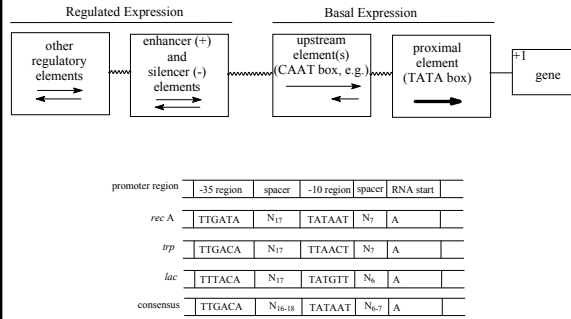 Regulated Expression Basal Expression
other
regulatory
elements
enhancer (+)
and
silencer (-)
elements
upstream
element(s)
(CAAT box, e.g.)
proximal
element
(TATA box)
+1
gene
promoter region -35 region spacer -10 region spacer RNA start
rec A TTGATA N17 TATAAT N7 A
trp TTGACA N17 TTAACT N7 A
lac TTTACA N17 TATGTT N6 A
consensus TTGACA N16-18 TATAAT N6-7 A